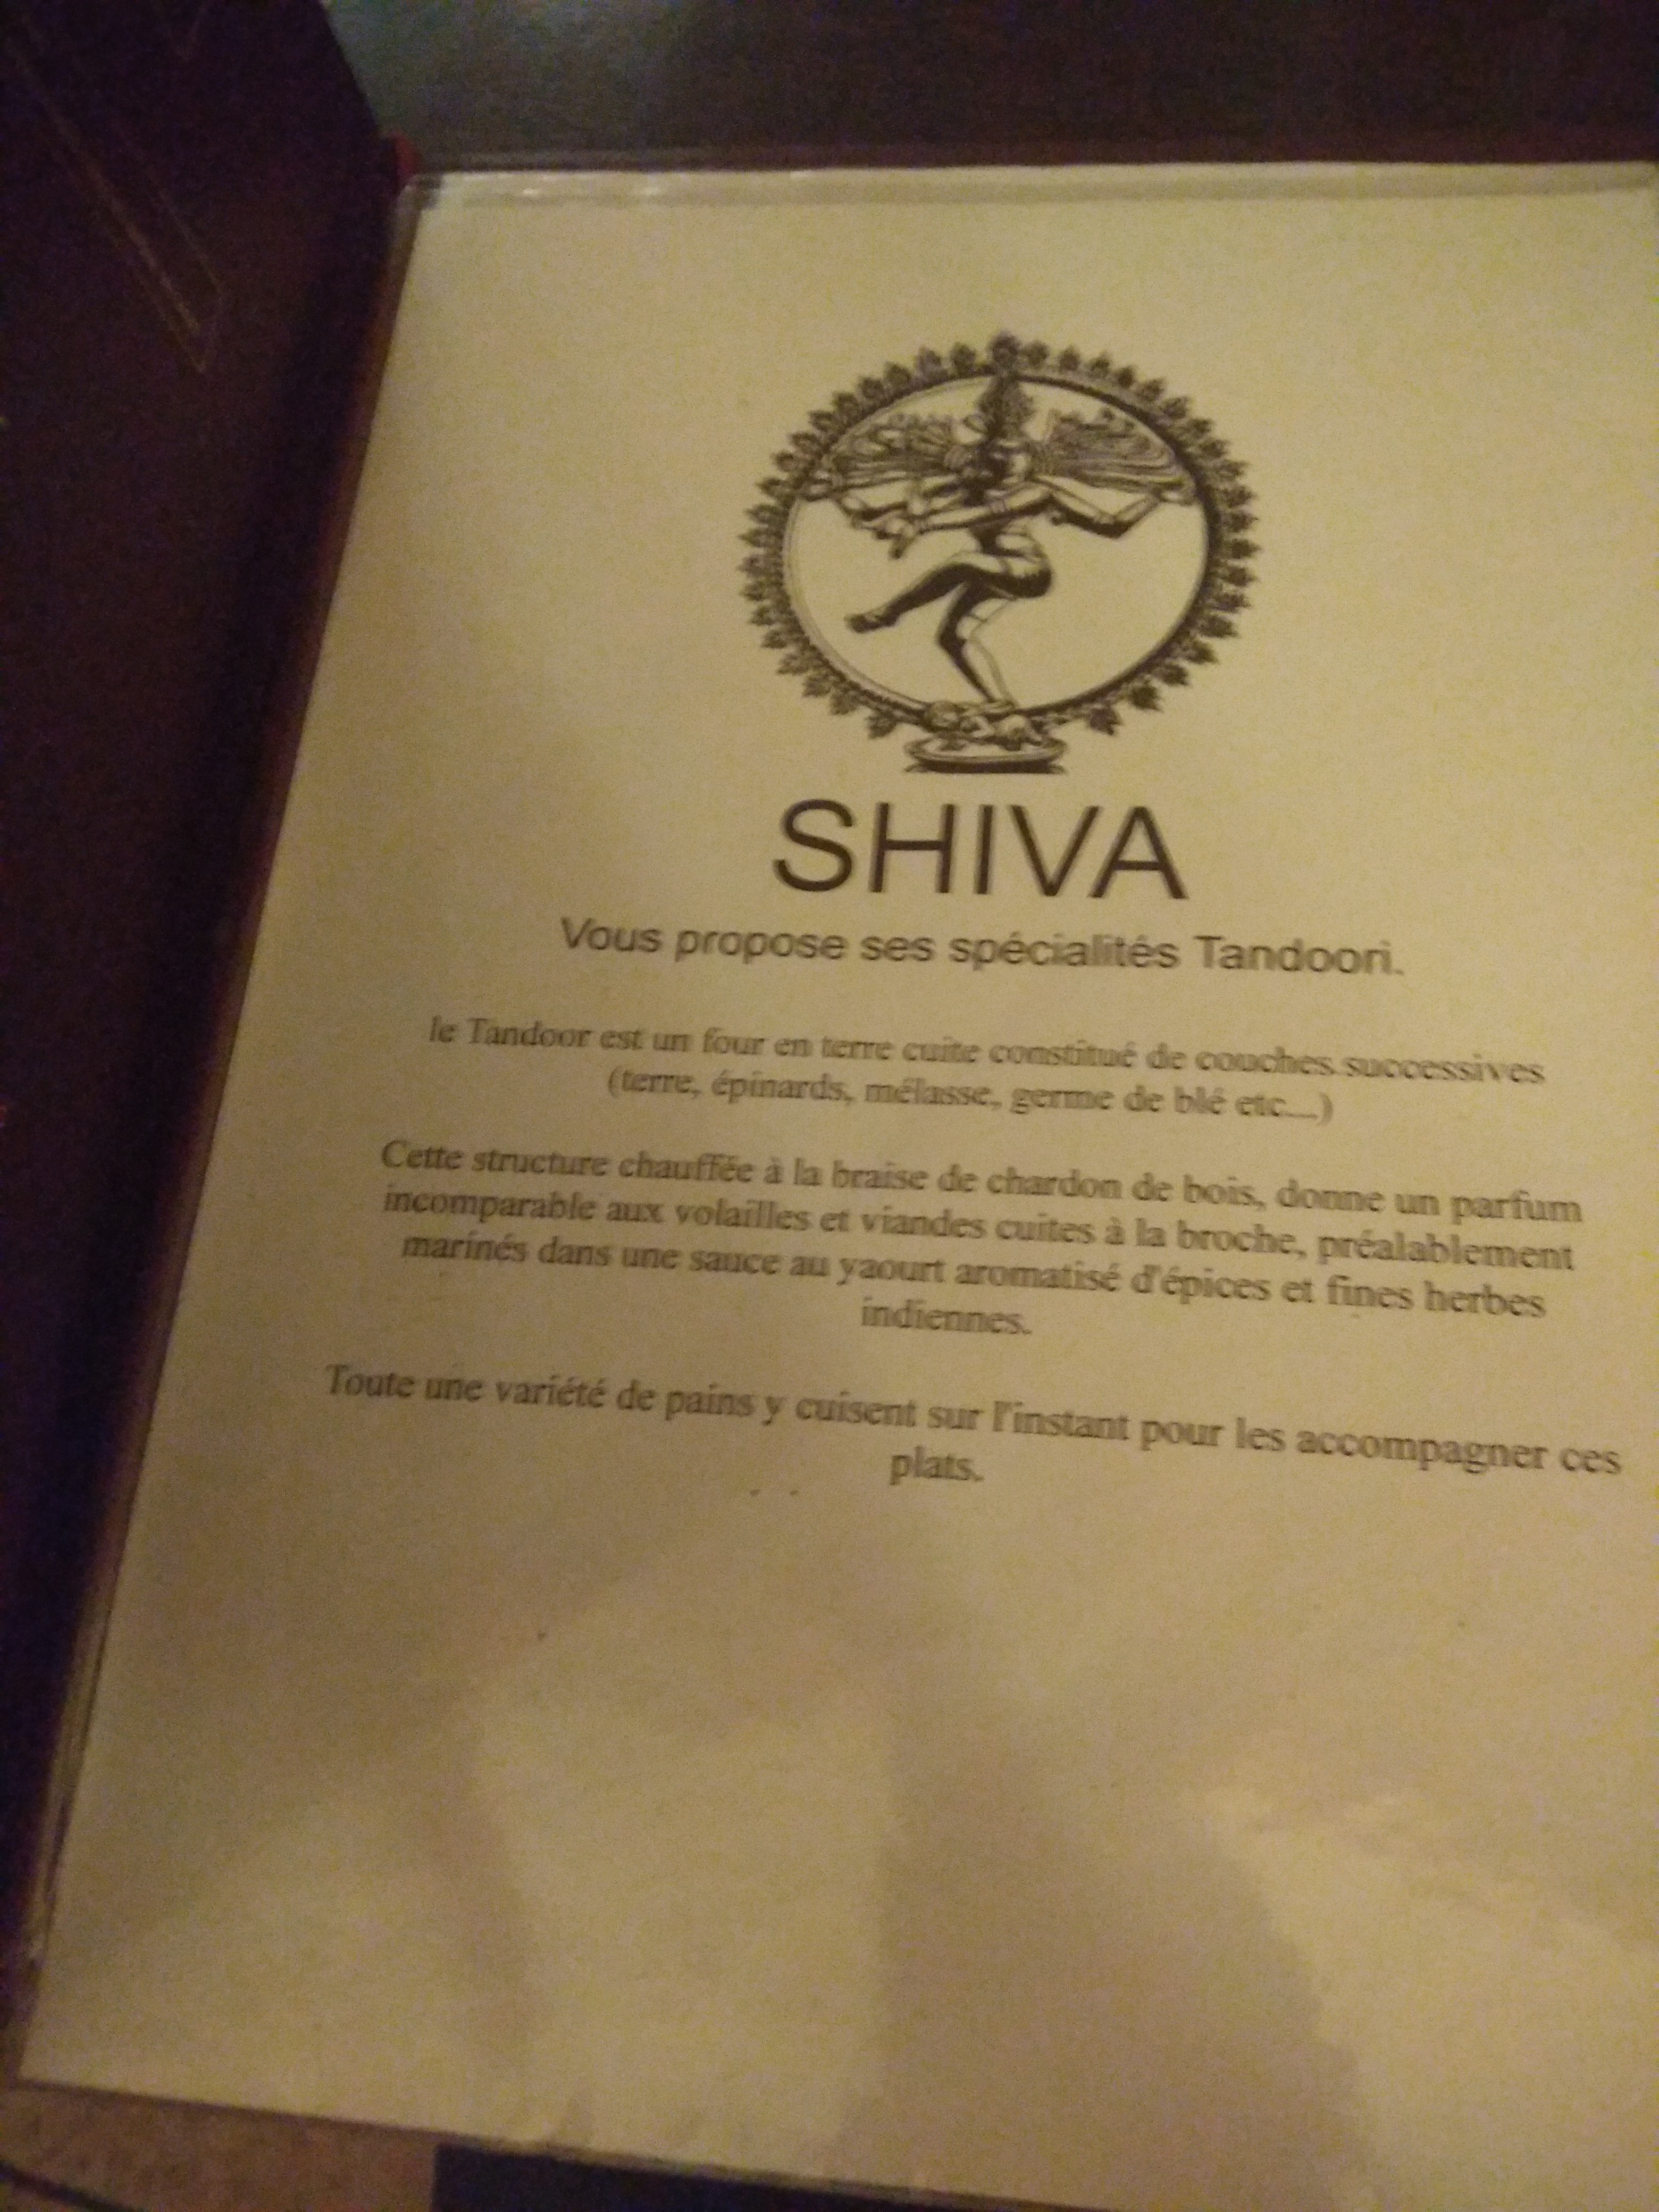 SHIVA
Vous propose ses spécialités Tandoori.
le Tandoor est un four en terre cuite constitué de couches successives
(terre, épinards, mélasse, germe de blé etc....)
Cette structure chauffée à la braise de chardon de bois, donne un parfum
incomparable aux volailles et viandes cuites à la broche, préalablement
marinés dans une sauce au yaourt aromatisé d'épices et fines herbes
indiennes.
Toute une variété de pains y cuisent sur l'instant pour les accompagner ces
plats.